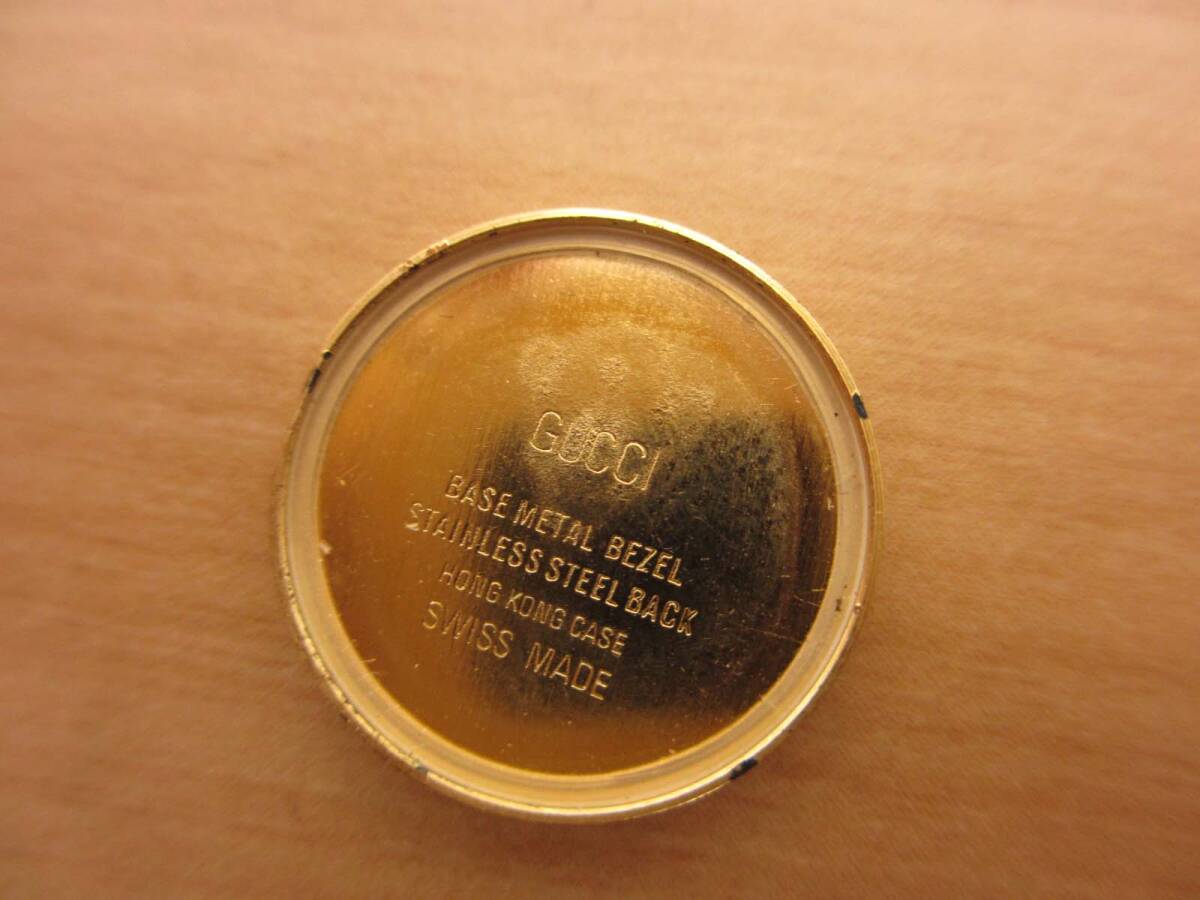 GUCCI
BASE METAL BEZEL
STAINLESS STEEL BACK
HONG KONG CASE
SWISS MADE